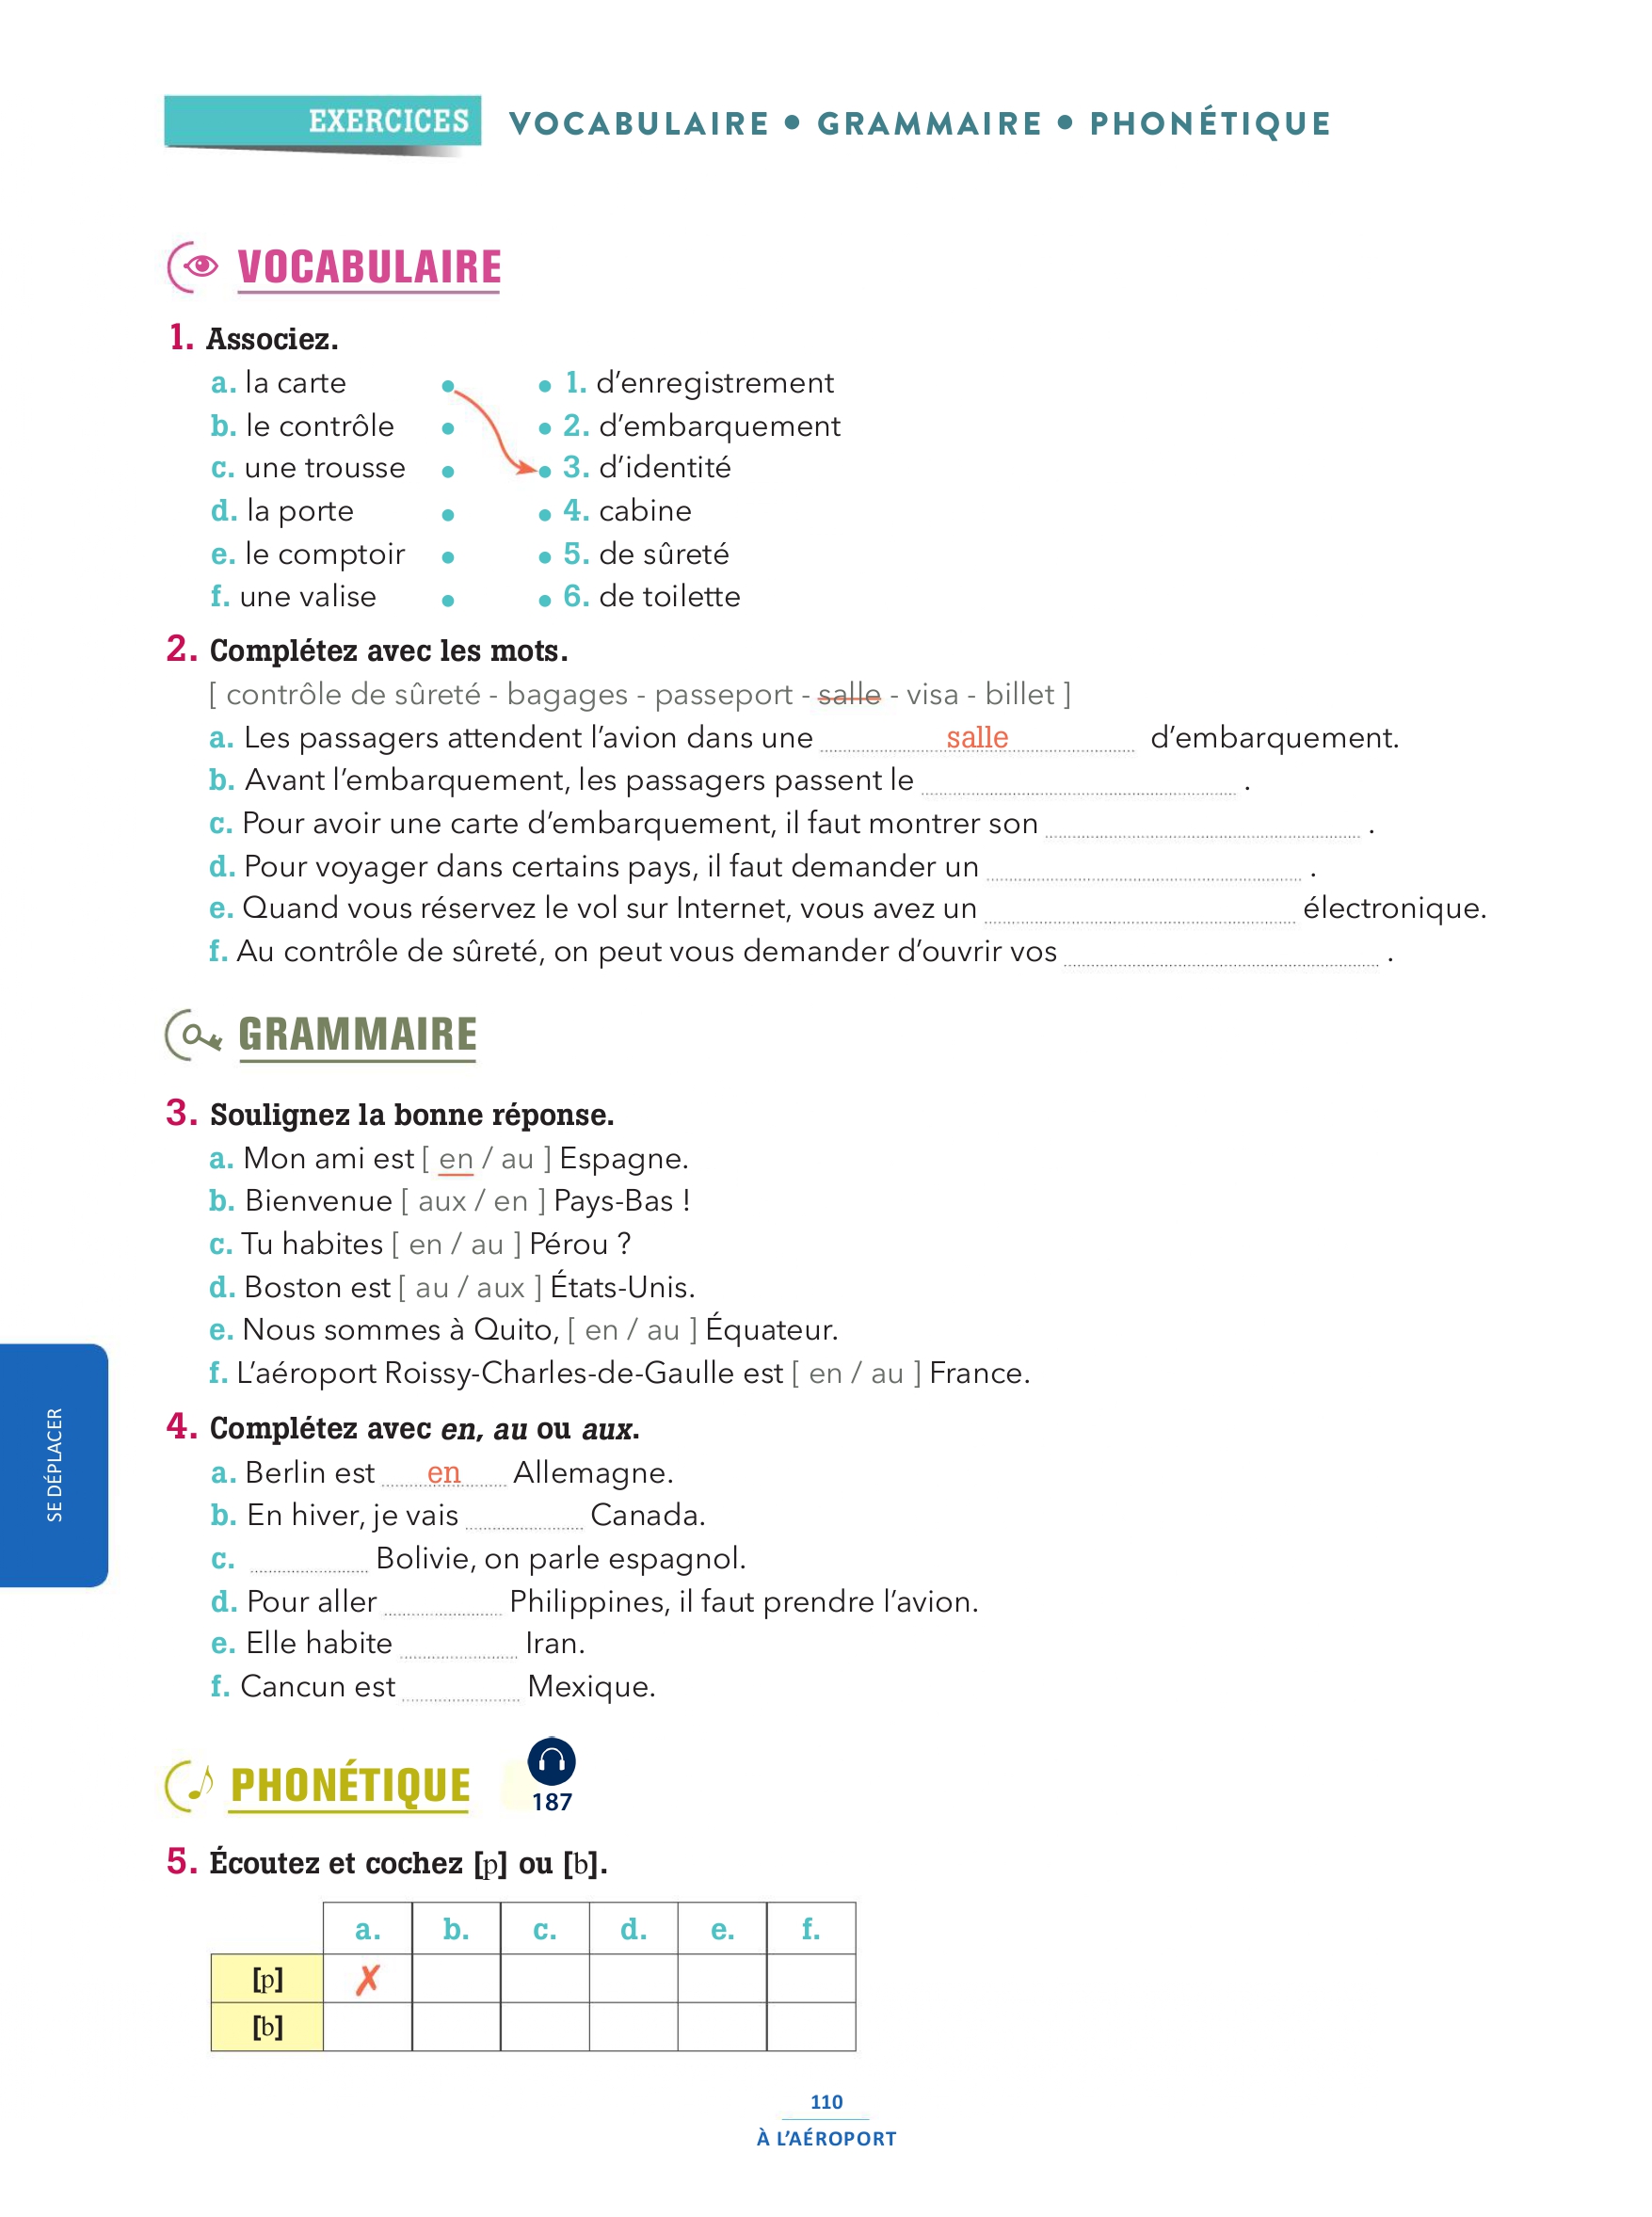 EXERCICES VOCABULAIRE • GRAMMAIRE • PHONÉTIQUE
VOCABULAIRE
1. Associez.
a. la carte • • 1. d'enregistrement
b. le contrôle • • 2. d'embarquement
c. une trousse • • 3. d'identité
d. la porte • • 4. cabine
e. le comptoir • • 5. de sûreté
f. une valise • • 6. de toilette
2. Complétez avec les mots.
[ contrôle de sûreté - bagages - passeport - salle - visa - billet ]
a. Les passagers attendent l'avion dans une salle d'embarquement.
b. Avant l'embarquement, les passagers passent le .
c. Pour avoir une carte d'embarquement, il faut montrer son .
d. Pour voyager dans certains pays, il faut demander un .
e. Quand vous réservez le vol sur Internet, vous avez un électronique.
f. Au contrôle de sûreté, on peut vous demander d'ouvrir vos .
GRAMMAIRE
3. Soulignez la bonne réponse.
a. Mon ami est [ en / au ] Espagne.
b. Bienvenue [ aux / en ] Pays-Bas !
c. Tu habites [ en / au ] Pérou ?
d. Boston est [ au / aux ] États-Unis.
e. Nous sommes à Quito, [ en / au ] Équateur.
f. L'aéroport Roissy-Charles-de-Gaulle est [ en / au ] France.
4. Complétez avec en, au ou aux.
a. Berlin est en Allemagne.
b. En hiver, je vais Canada.
c. Bolivie, on parle espagnol.
d. Pour aller Philippines, il faut prendre l'avion.
e. Elle habite Iran.
f. Cancun est Mexique.
SE DÉPLACER
PHONÉTIQUE
187
5. Écoutez et cochez [p] ou [b].
a. b. c. d. e. f.
[p] ✗
[b]
110
À L'AÉROPORT